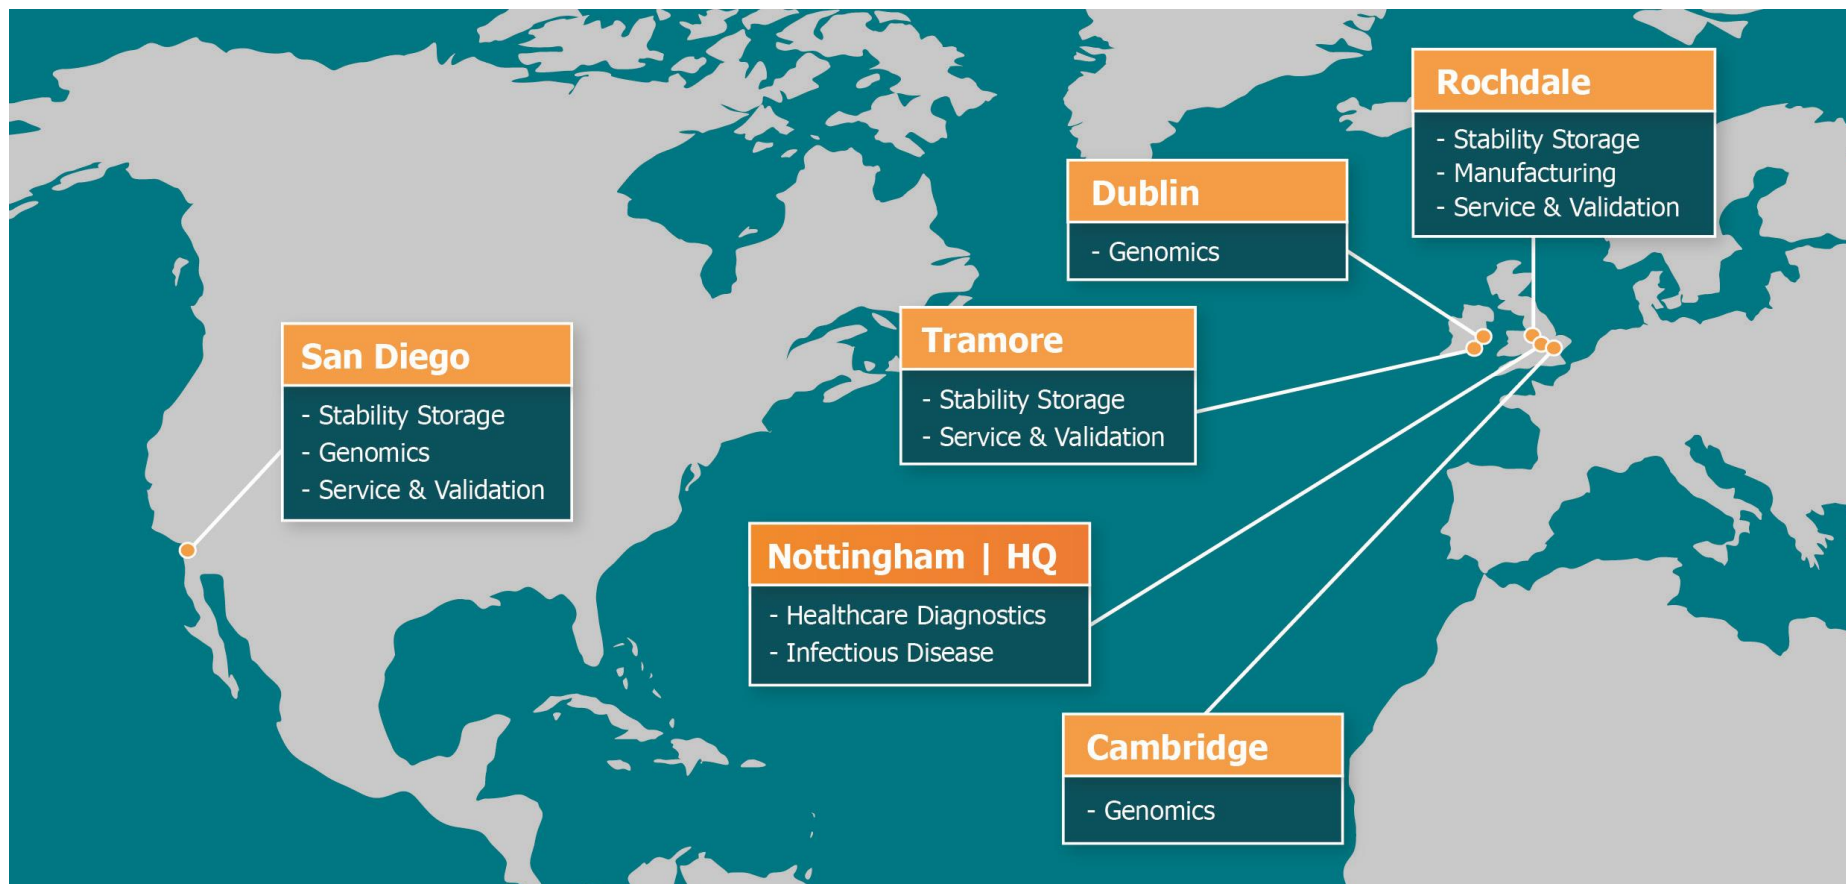 Rochdale
- Stability Storage
- Manufacturing
- Service & Validation
Dublin
- Genomics
Tramore
- Stability Storage
- Service & Validation
San Diego
- Stability Storage
- Genomics
- Service & Validation
Nottingham | HQ
- Healthcare Diagnostics
- Infectious Disease
Cambridge
- Genomics